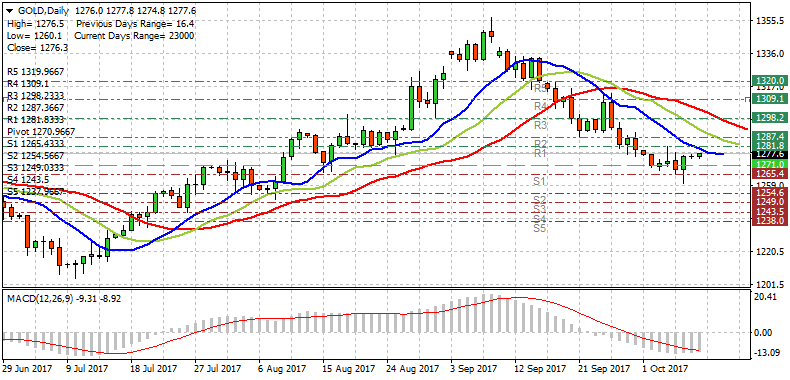 GOLD,Daily 1276.0 1277.8 1274.8 1277.6
High= 1276.5 Previous Days Range= 16.4
Low= 1260.1 Current Days Range= 23000
Close= 1276.3
R5 1319.9667
R4 1309.1
R3 1298.2333
R2 1287.3667
R1 1281.8333
Pivot 1270.9667
S1 1265.4333
S2 1254.5667
S3 1249.0333
S4 1243.5
S5 1237.9667
R5
R4
R3
R2
R1
S1
S2
S3
S4
S5
1355.5
1336.0
1320.0
1317.0
1309.1
1298.2
1287.4
1281.8
1277.6
1271.0
1265.4
1259.0
1254.6
1249.0
1243.5
1238.0
1220.5
1201.5
MACD(12,26,9) -9.31 -8.92
20.41
0.00
-13.09
29 Jun 2017 9 Jul 2017 18 Jul 2017 27 Jul 2017 6 Aug 2017 15 Aug 2017 24 Aug 2017 3 Sep 2017 12 Sep 2017 21 Sep 2017 1 Oct 2017